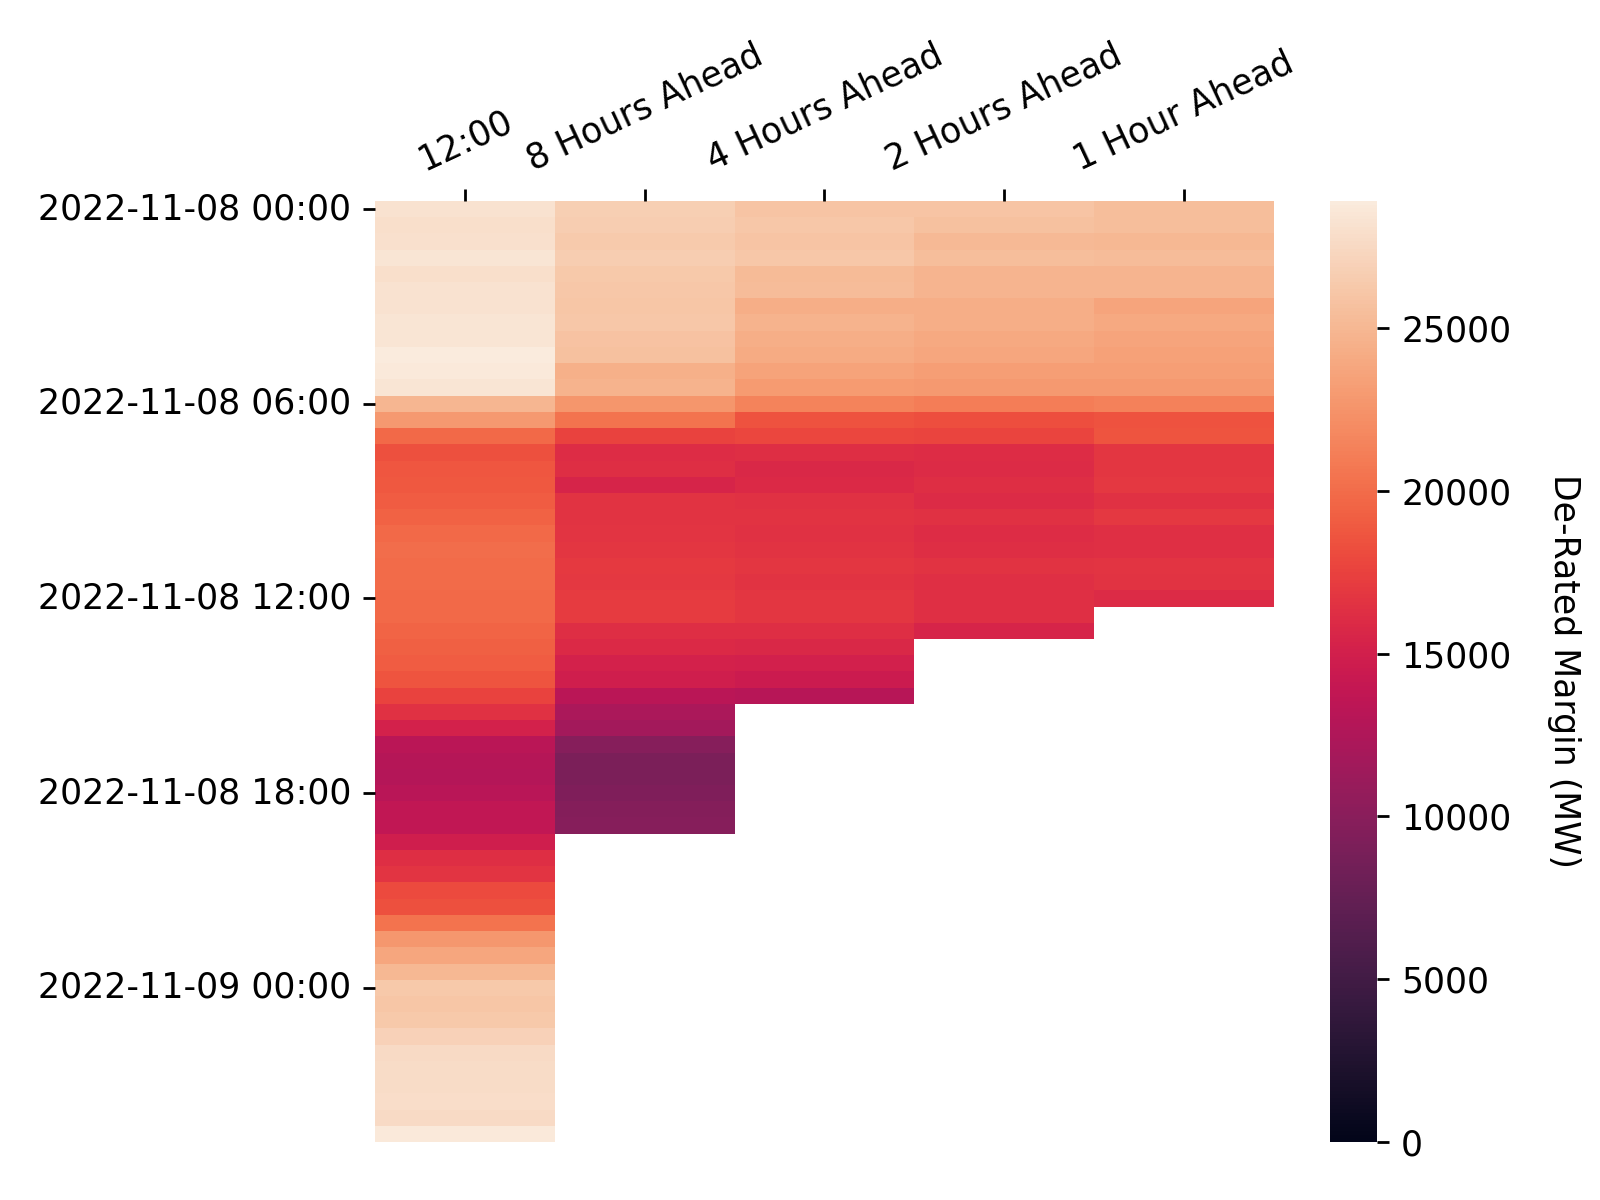 12:00
8 Hours Ahead
4 Hours Ahead
2 Hours Ahead
1 Hour Ahead
2022-11-08 00:00
2022-11-08 06:00
2022-11-08 12:00
2022-11-08 18:00
2022-11-09 00:00
25000
20000
15000
10000
5000
0
De-Rated Margin (MW)